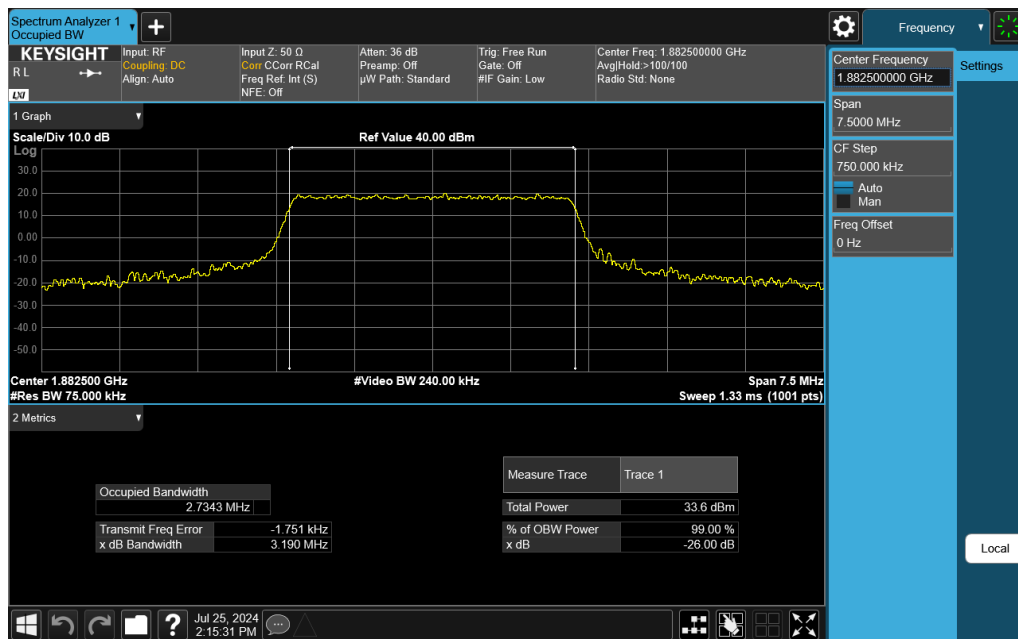 Spectrum Analyzer 1
Occupied BW
Frequency
KEYSIGHT
R L
LXI
Input: RF
Coupling: DC
Align: Auto
Input Z: 50 Ω
Corr CCorr RCal
Freq Ref: Int (S)
NFE: Off
Atten: 36 dB
Preamp: Off
µW Path: Standard
Trig: Free Run
Gate: Off
#IF Gain: Low
Center Freq: 1.882500000 GHz
Avg|Hold:>100/100
Radio Std: None
Center Frequency
1.882500000 GHz
Settings
Span
7.5000 MHz
CF Step
750.000 kHz
Auto
Man
Freq Offset
0 Hz
1 Graph
Scale/Div 10.0 dB
Ref Value 40.00 dBm
Log
30.0
20.0
10.0
0.00
-10.0
-20.0
-30.0
-40.0
-50.0
Center 1.882500 GHz
#Video BW 240.00 kHz
Span 7.5 MHz
#Res BW 75.000 kHz
Sweep 1.33 ms (1001 pts)
2 Metrics
Measure Trace Trace 1
Occupied Bandwidth
2.7343 MHz
Total Power 33.6 dBm
Transmit Freq Error -1.751 kHz
% of OBW Power 99.00 %
x dB Bandwidth 3.190 MHz
x dB -26.00 dB
Local
?
Jul 25, 2024
2:15:31 PM